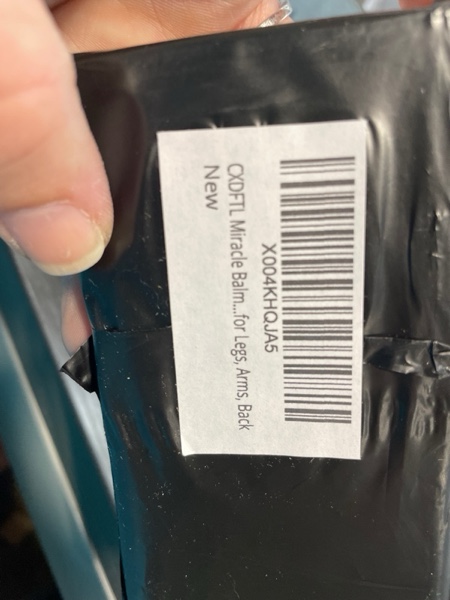 X004KHQJA5
CXDFTL Miracle Balm...for Legs, Arms, Back
New